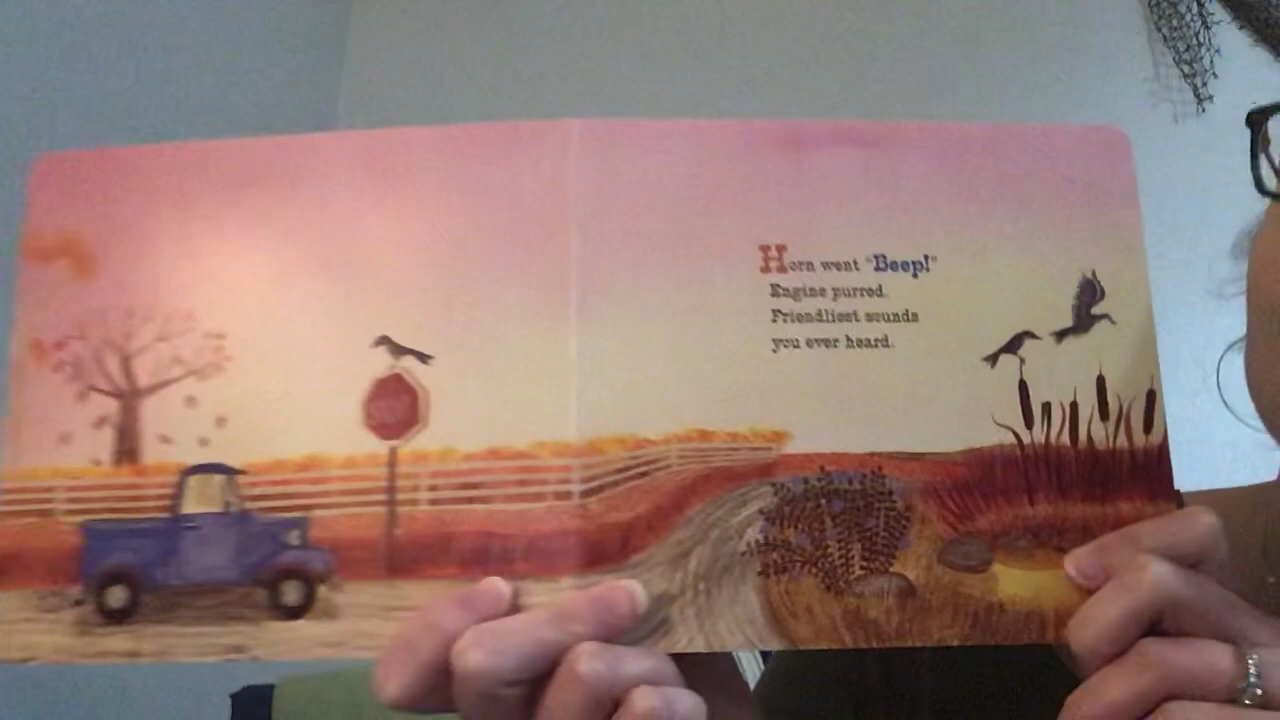 Horn went "Beep!"
Engine purred.
Friendliest sounds
you ever heard.